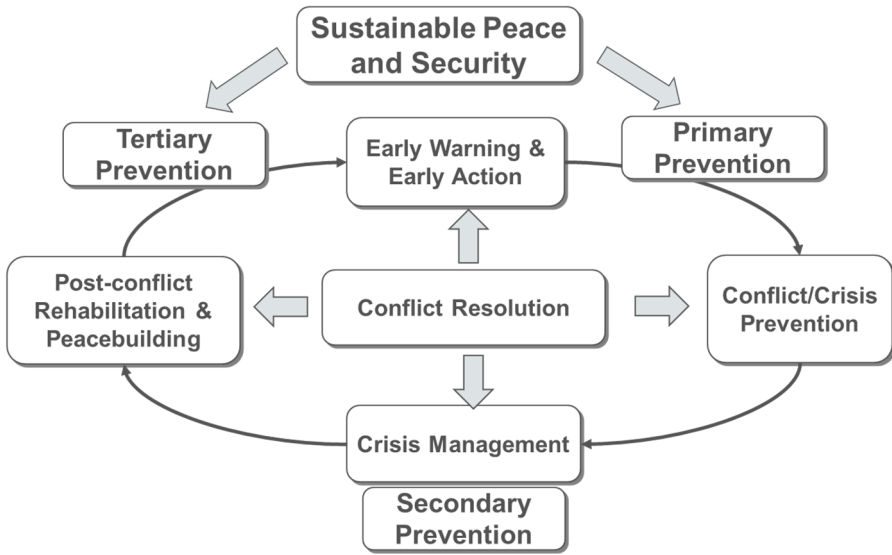 Sustainable Peace
and Security
Tertiary
Prevention
Early Warning &
Early Action
Primary
Prevention
Post-conflict
Rehabilitation &
Peacebuilding
Conflict Resolution
Conflict/Crisis
Prevention
Crisis Management
Secondary
Prevention